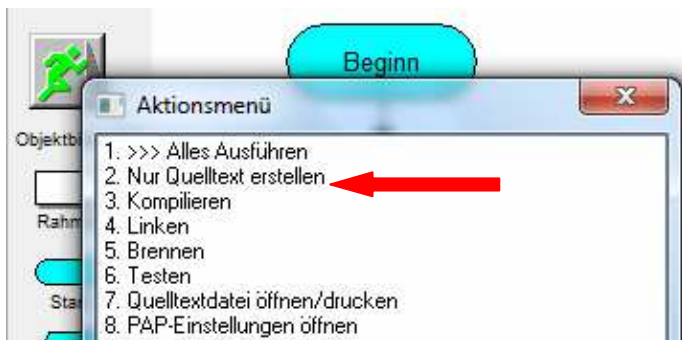 Beginn
Aktionsmenü
1. >>> Alles Ausführen
2. Nur Quelltext erstellen
3. Kompilieren
4. Linken
5. Brennen
6. Testen
7. Quelltextdatei öffnen/drucken
8. PAP-Einstellungen öffnen